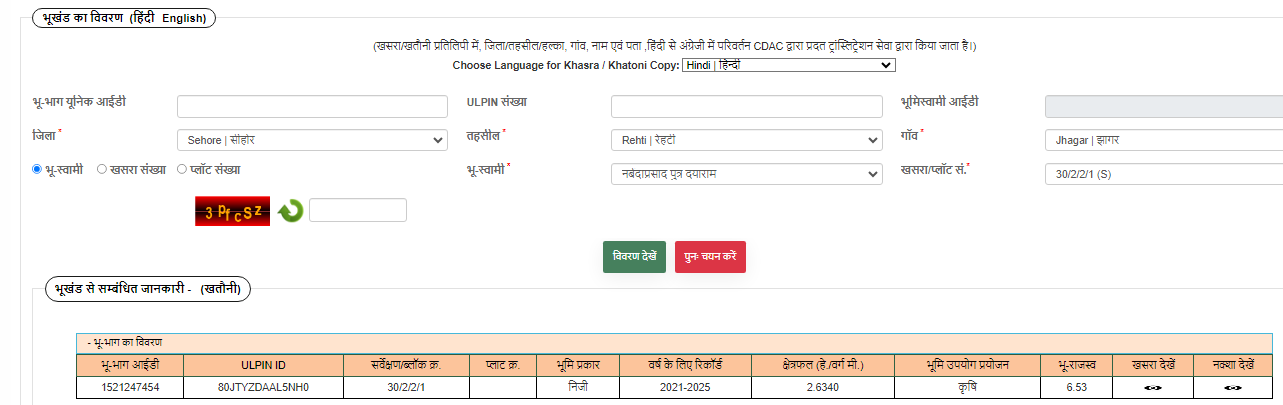 भूखंड का विवरण (हिंदी English)
(खसरा/खतौनी प्रतिलिपी में, जिला/तहसील/हल्का, गांव, नाम एवं पता ,हिंदी से अंग्रेजी में परिवर्तन CDAC द्वारा प्रदत ट्रांस्लिट्रेशन सेवा द्वारा किया जाता है।)
Choose Language for Khasra / Khatoni Copy: Hindi | हिन्दी
भू-भाग यूनिक आईडी ULPIN संख्या भूमिस्वामी आईडी
जिला * Sehore | सीहोर तहसील * Rehti | रेहटी गाँव * Jhagar | झागर
भू-स्वामी खसरा संख्या प्लॉट संख्या भू-स्वामी * नर्बदाप्रसाद पुत्र दयाराम खसरा/प्लॉट सं.* 30/2/2/1 (S)
3 P f c S Z
विवरण देखें पुनः चयन करें
भूखंड से सम्बंधित जानकारी - (खतौनी)
- भू-भाग का विवरण
भू-भाग आईडी ULPIN ID सर्वेक्षण/ब्लॉक क्र. प्लाट क्र. भूमि प्रकार वर्ष के लिए रिकॉर्ड क्षेत्रफल (हे./वर्ग मी.) भूमि उपयोग प्रयोजन भू-राजस्व खसरा देखें नक्शा देखें
1521247454 80JTYZDAAL5NH0 30/2/2/1 निजी 2021-2025 2.6340 कृषि 6.53